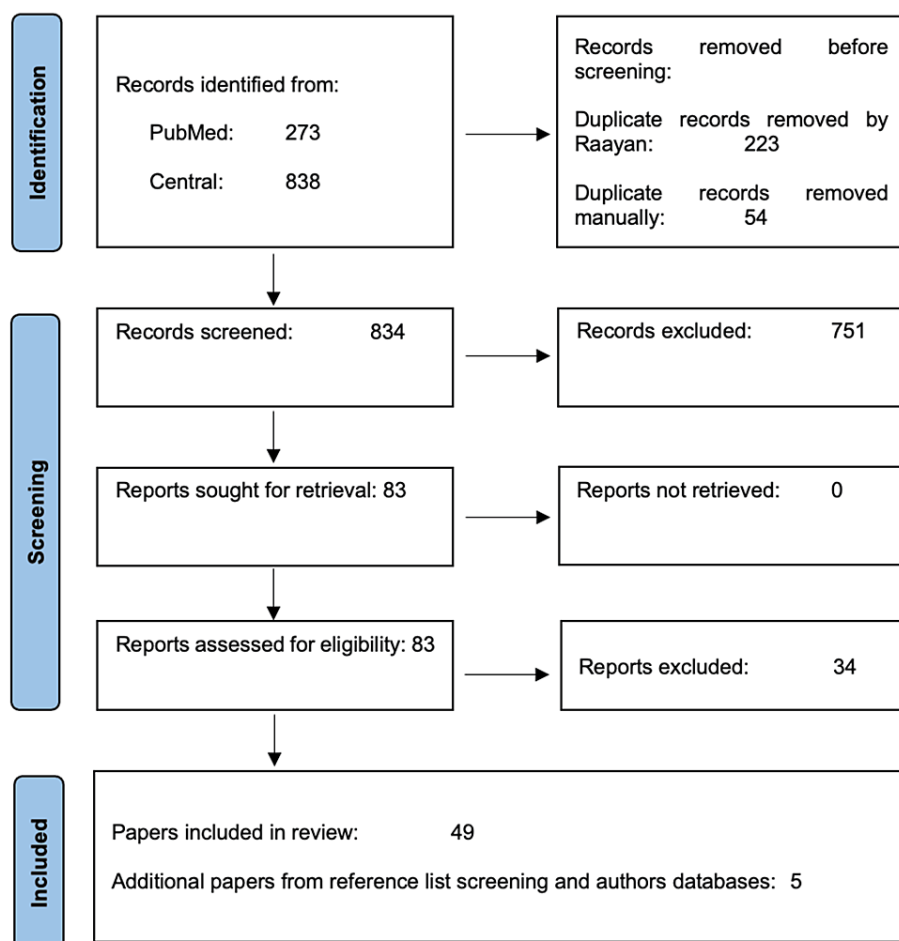 Identification
Records identified from:
PubMed: 273
Central: 838
Records removed before
screening:
Duplicate records removed by
Raayan: 223
Duplicate records removed
manually: 54
Screening
Records screened: 834
Records excluded: 751
Reports sought for retrieval: 83
Reports not retrieved: 0
Reports assessed for eligibility: 83
Reports excluded: 34
Included
Papers included in review: 49
Additional papers from reference list screening and authors databases: 5